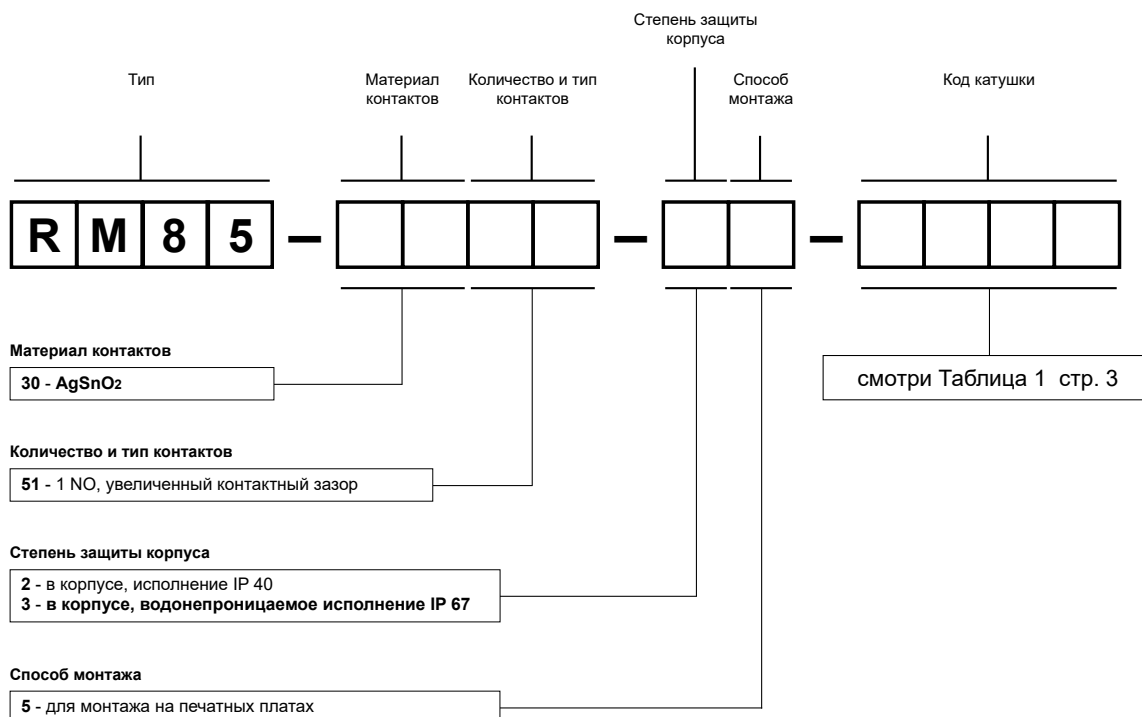 Степень защиты
корпуса
Тип
Материал
контактов
Количество и тип
контактов
Способ
монтажа
Код катушки
RM85 – –  –
Материал контактов
30 - AgSnO2
смотри Таблица 1 стр. 3
Количество и тип контактов
51 - 1 NO, увеличенный контактный зазор
Степень защиты корпуса
2 - в корпусе, исполнение IP 40
3 - в корпусе, водонепроницаемое исполнение IP 67
Способ монтажа
5 - для монтажа на печатных платах